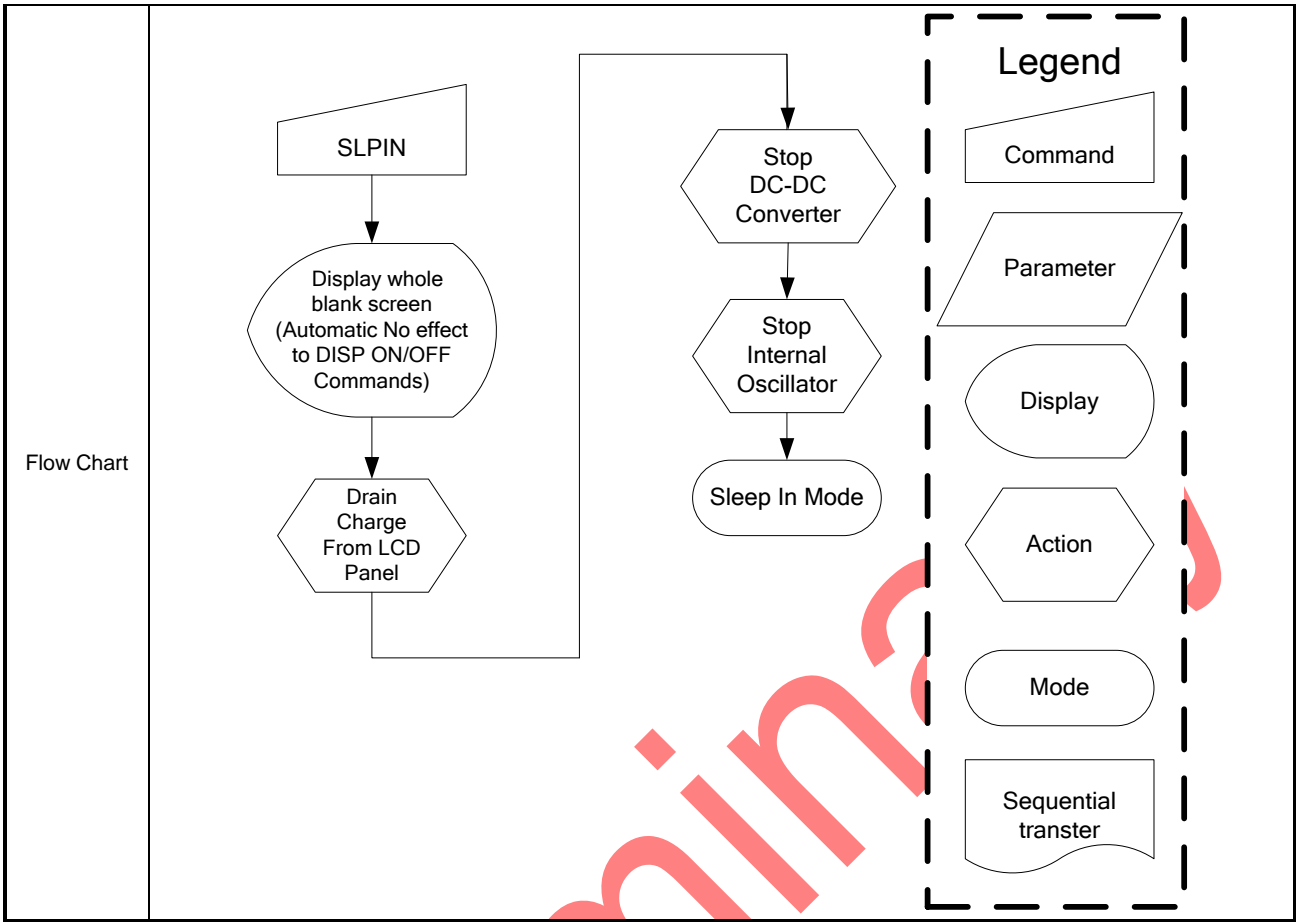 Flow Chart
SLPIN
Display whole
blank screen
(Automatic No effect
to DISP ON/OFF
Commands)
Drain
Charge
From LCD
Panel
Stop
DC-DC
Converter
Stop
Internal
Oscillator
Sleep In Mode
Legend
Command
Parameter
Display
Action
Mode
Sequential
transter